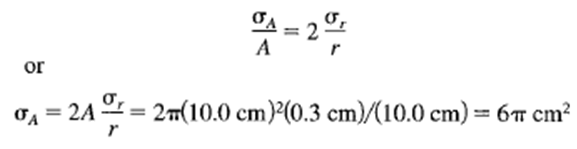 σ_A/A = 2 σ_r/r
or
σ_A = 2A σ_r/r = 2π(10.0 cm)²(0.3 cm)/(10.0 cm) = 6π cm²